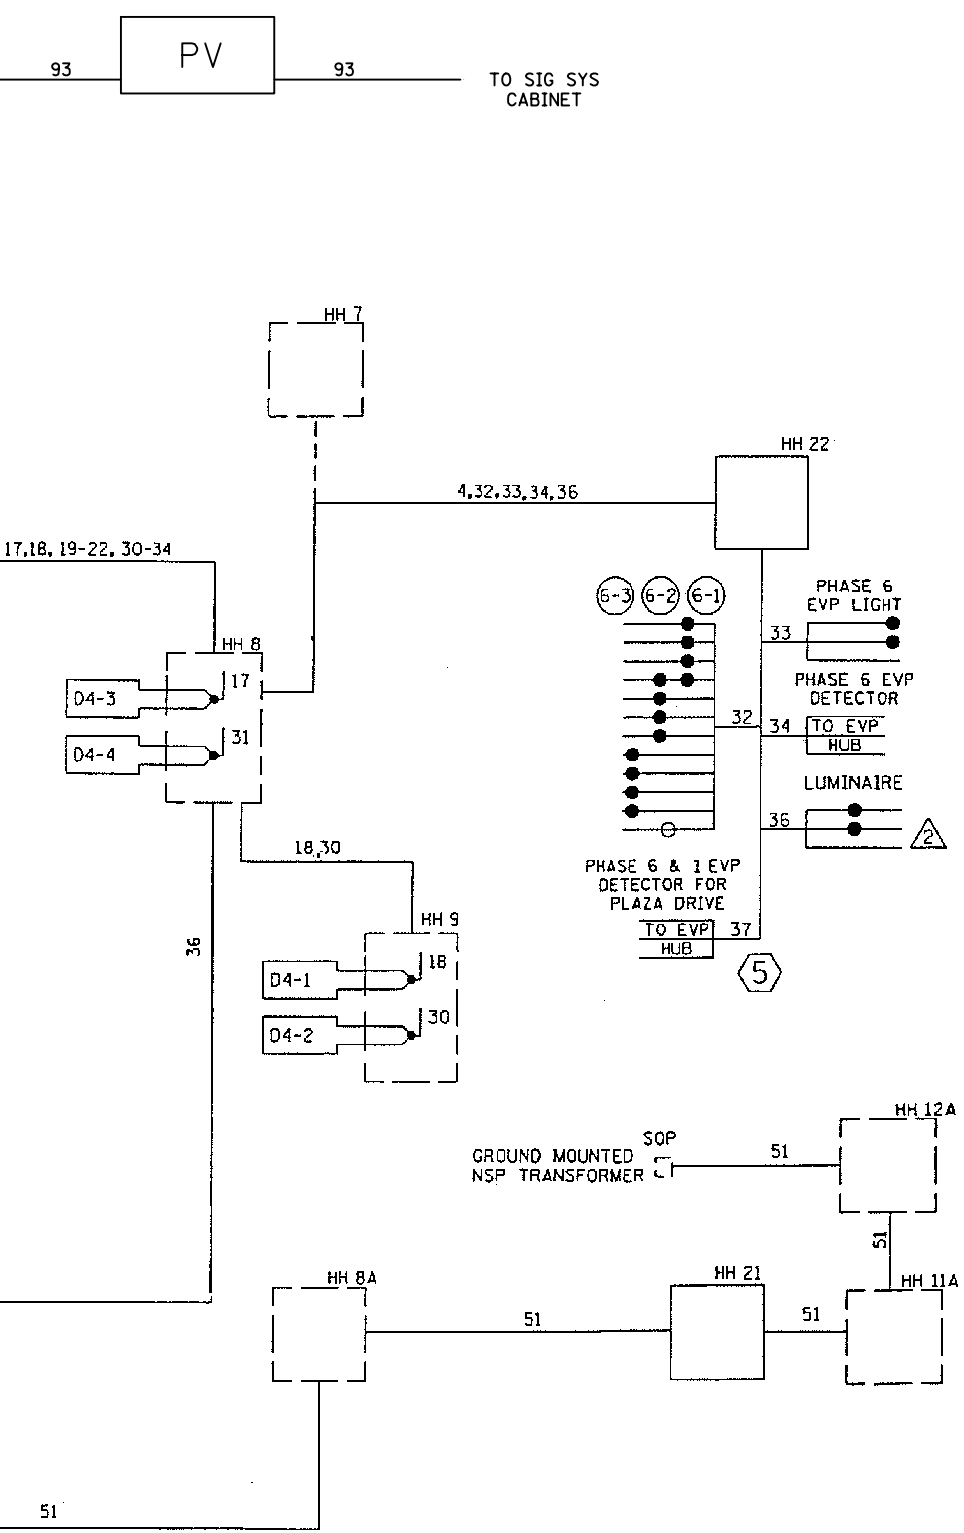 93
PV
93
TO SIG SYS
CABINET
HH 7
HH 22
4,32,33,34,36
17,18, 19-22, 30-34
6-3
6-2
6-1
PHASE 6
EVP LIGHT
33
HH 8
17
D4-3
31
D4-4
PHASE 6 EVP
DETECTOR
32
34
TO EVP
HUB
LUMINAIRE
36
2
18,30
PHASE 6 & 1 EVP
DETECTOR FOR
PLAZA DRIVE
TO EVP
HUB
37
5
36
HH 9
18
D4-1
30
D4-2
HH 12A
SOP
GROUND MOUNTED
NSP TRANSFORMER
51
51
HH 8A
HH 21
HH 11A
51
51
51